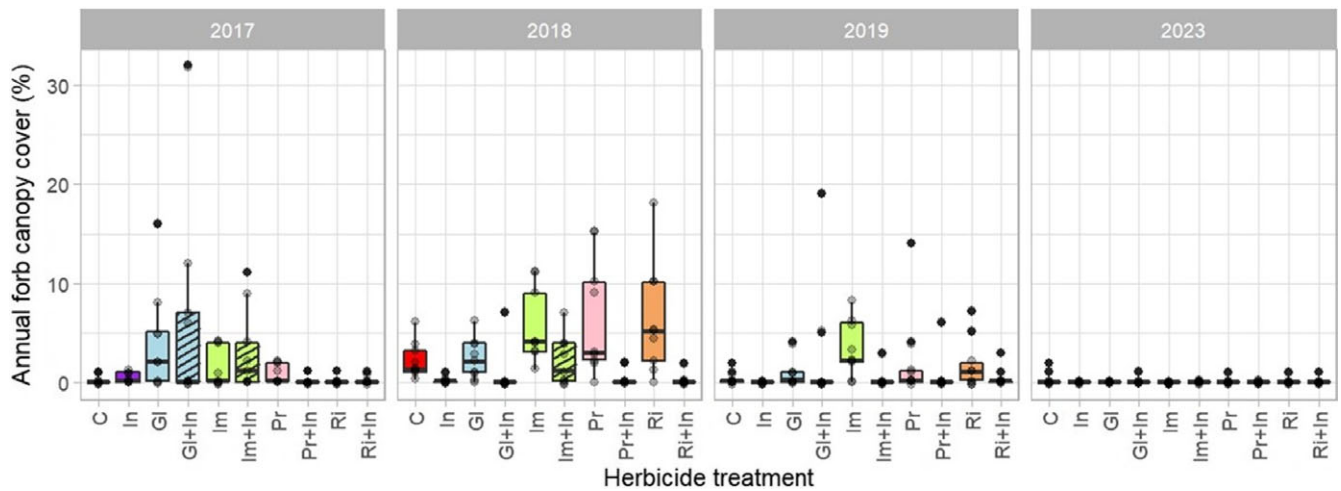 2017 2018 2019 2023
Annual forb canopy cover (%)
30
20
10
0
C In Gl Gl+In Im Im+In Pr Pr+In Ri Ri+In C In Gl Gl+In Im Im+In Pr Pr+In Ri Ri+In C In Gl Gl+In Im Im+In Pr Pr+In Ri Ri+In C In Gl Gl+In Im Im+In Pr Pr+In Ri Ri+In
Herbicide treatment